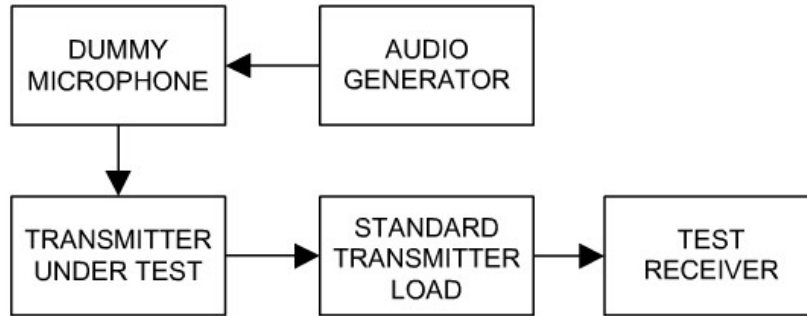 DUMMY
MICROPHONE
AUDIO
GENERATOR
TRANSMITTER
UNDER TEST
STANDARD
TRANSMITTER
LOAD
TEST
RECEIVER